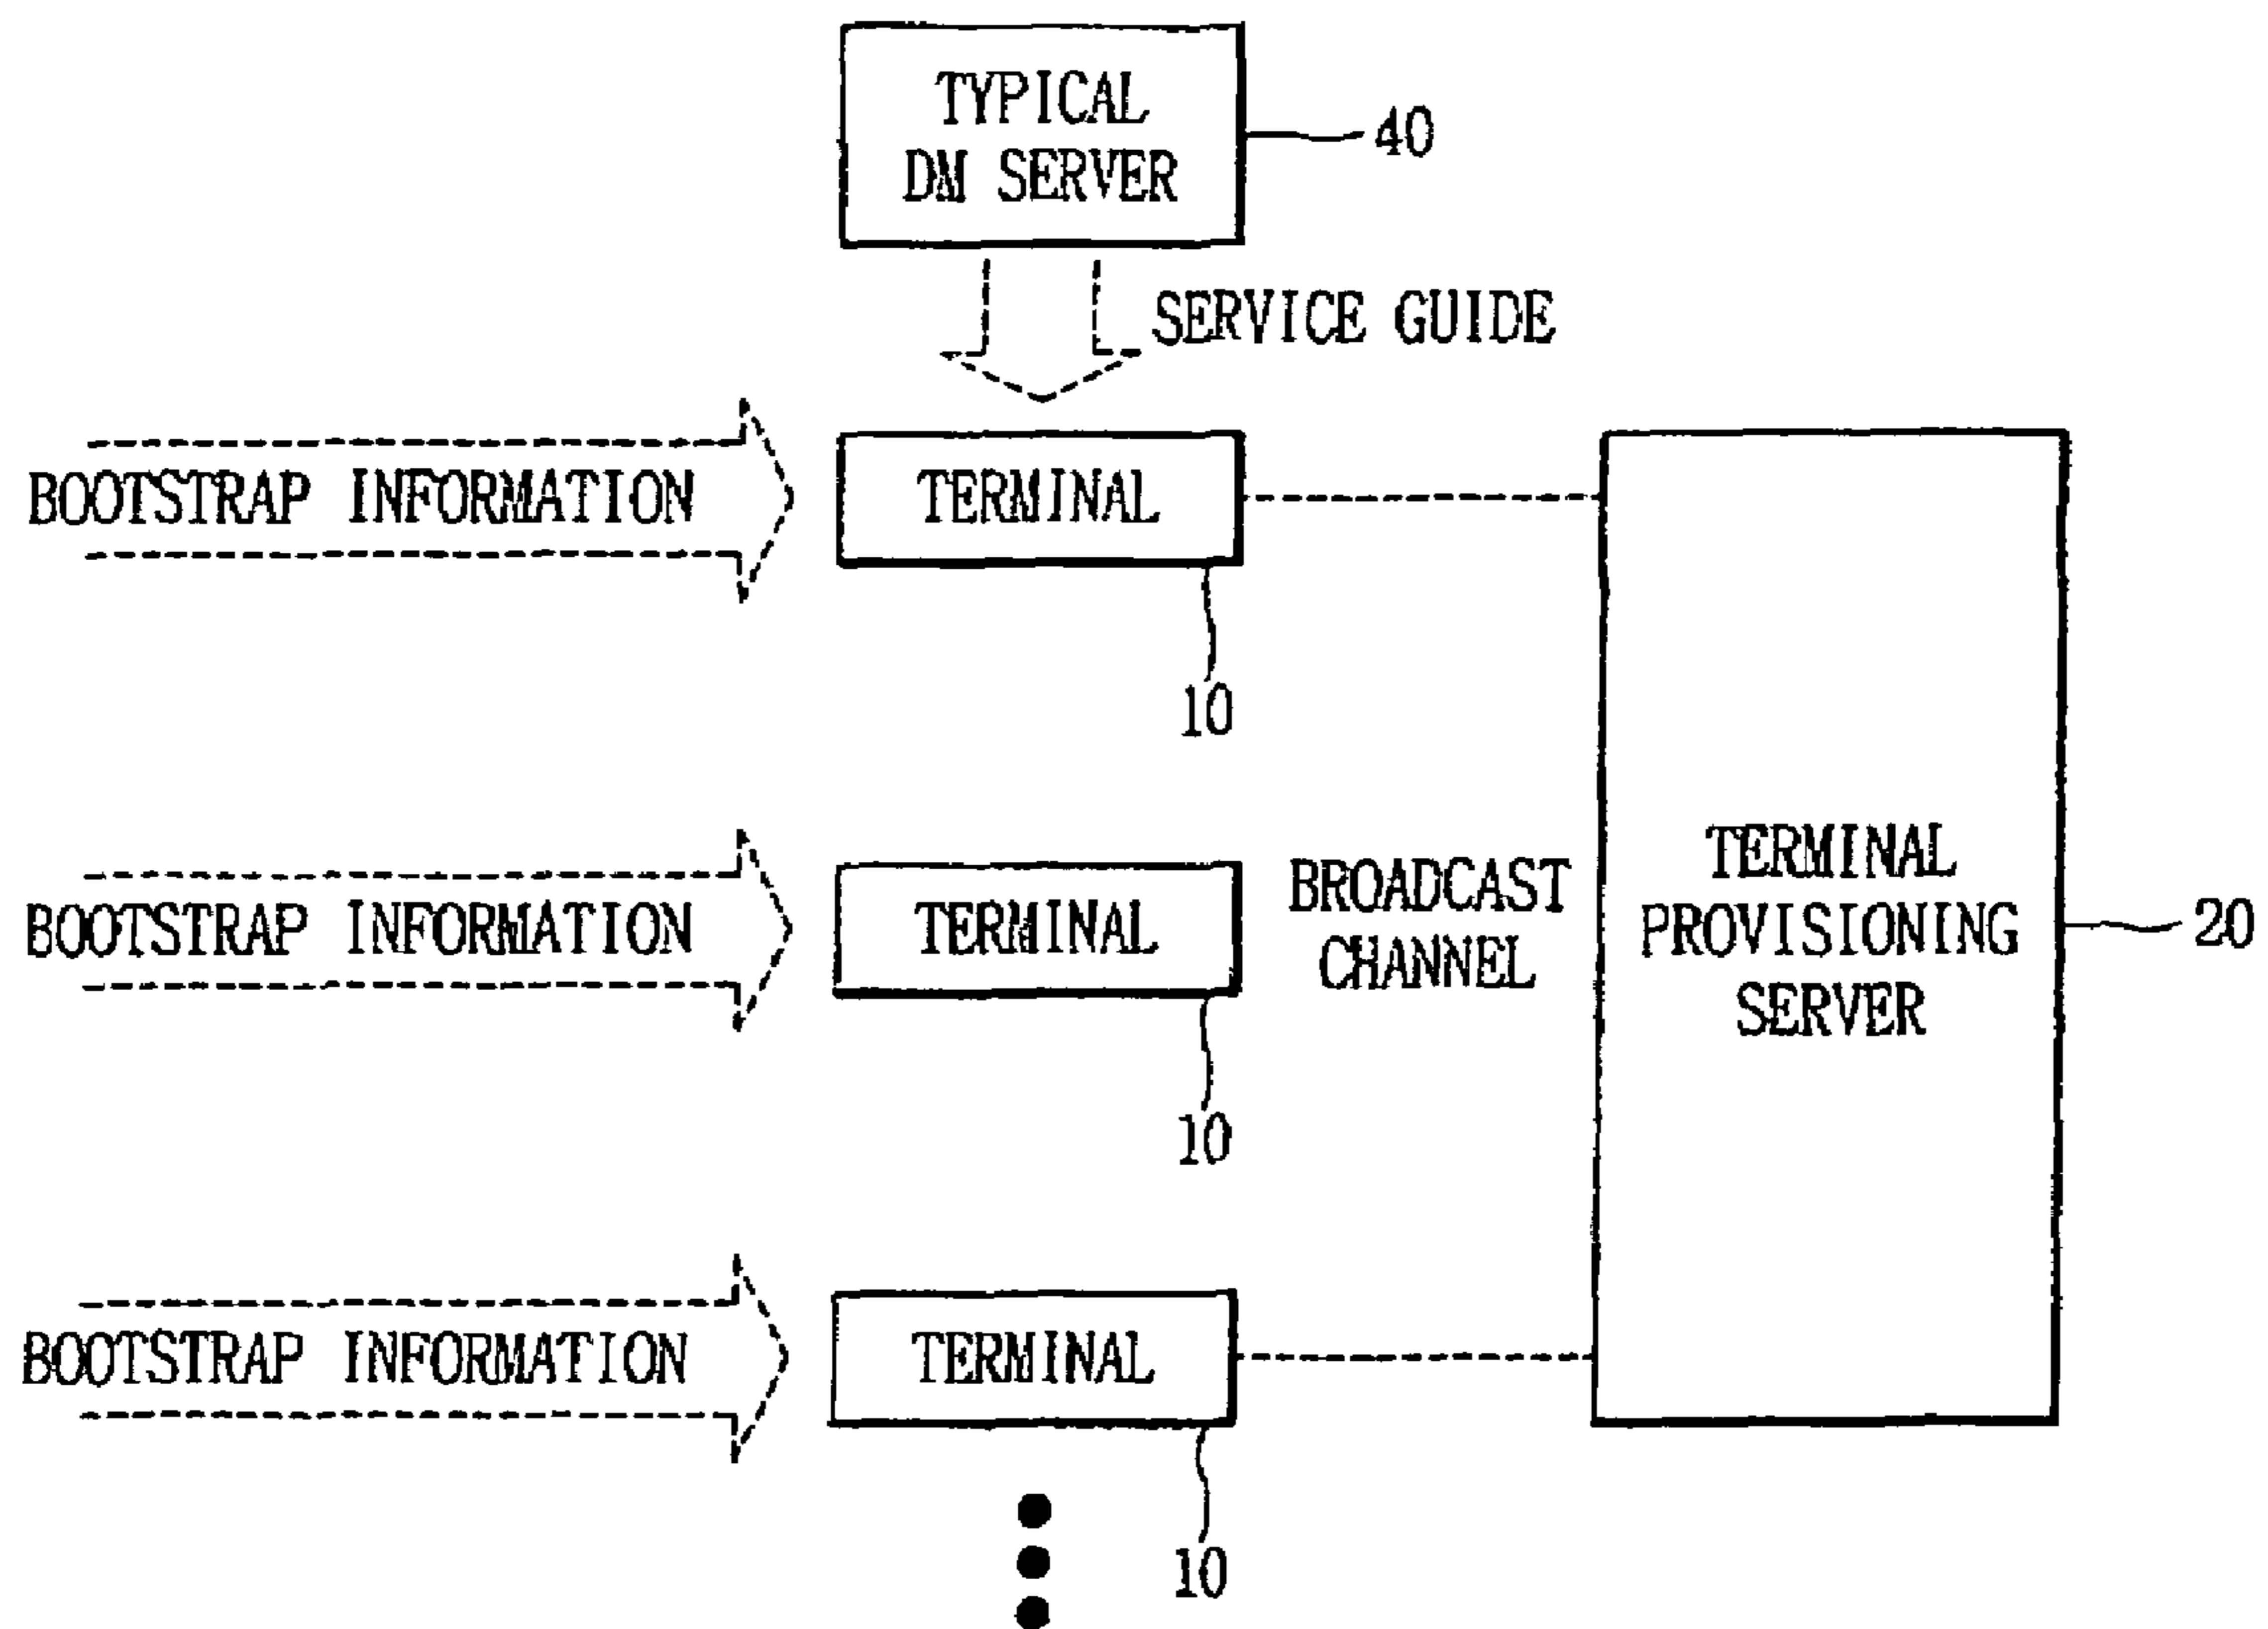 TYPICAL
DM SERVER
40
SERVICE GUIDE
BOOTSTRAP INFORMATION
TERMINAL
10
BOOTSTRAP INFORMATION
TERMINAL
10
BROADCAST
CHANNEL
TERMINAL
PROVISIONING
SERVER
20
BOOTSTRAP INFORMATION
TERMINAL
10